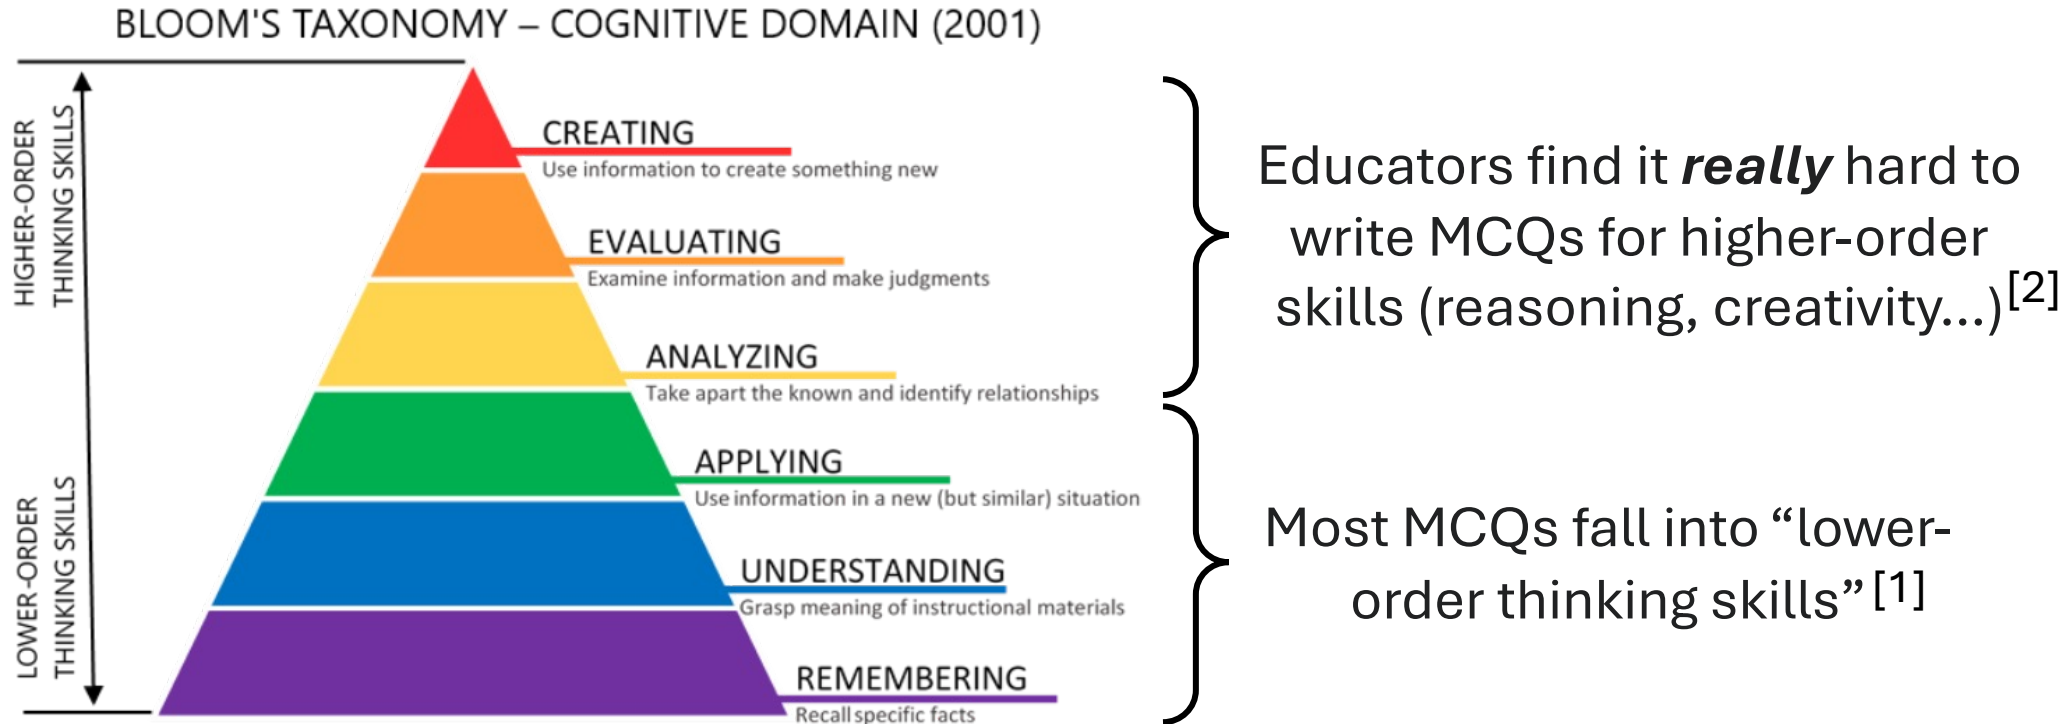 BLOOM'S TAXONOMY – COGNITIVE DOMAIN (2001)
HIGHER-ORDER
THINKING SKILLS
LOWER-ORDER
THINKING SKILLS
CREATING
Use information to create something new
EVALUATING
Examine information and make judgments
ANALYZING
Take apart the known and identify relationships
APPLYING
Use information in a new (but similar) situation
UNDERSTANDING
Grasp meaning of instructional materials
REMEMBERING
Recall specific facts
Educators find it really hard to
write MCQs for higher-order
skills (reasoning, creativity...)[2]
Most MCQs fall into “lower-
order thinking skills”[1]